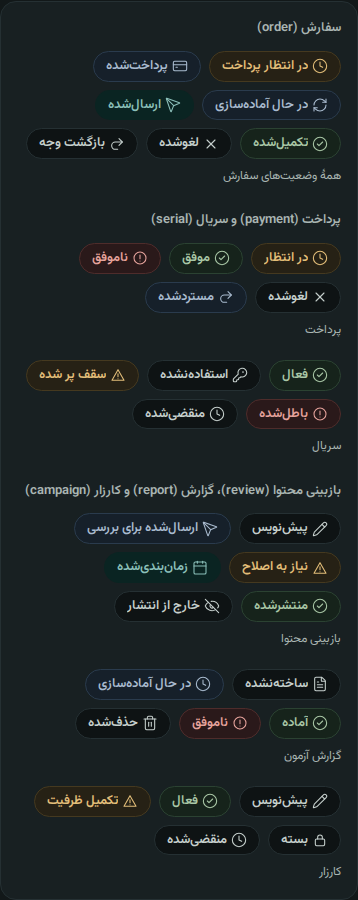 سفارش (order)
در انتظار پرداخت پرداخت‌شده
در حال آماده‌سازی ارسال‌شده
تکمیل‌شده لغوشده بازگشت وجه
همهٔ وضعیت‌های سفارش
پرداخت (payment) و سریال (serial)
در انتظار موفق ناموفق
لغوشده مستردشده
پرداخت
فعال استفاده‌نشده سقف پر شده
باطل‌شده منقضی‌شده
سریال
بازبینی محتوا (review)، گزارش (report) و کارزار (campaign)
پیش‌نویس ارسال‌شده برای بررسی
نیاز به اصلاح زمان‌بندی‌شده
منتشرشده خارج از انتشار
بازبینی محتوا
ساخته‌نشده در حال آماده‌سازی
آماده ناموفق حذف‌شده
گزارش آزمون
پیش‌نویس فعال تکمیل ظرفیت
بسته منقضی‌شده
کارزار